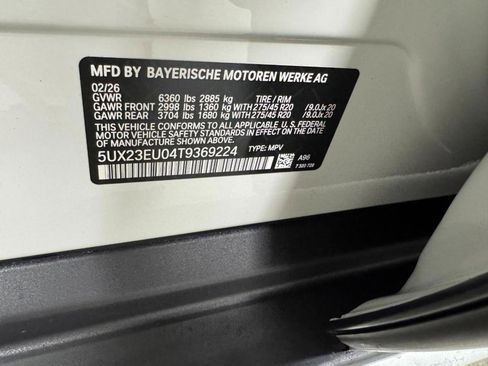 MFD BY BAYERISCHE MOTOREN WERKE AG
02/26
GVWR 6360 lbs 2885 kg TIRE / RIM
GAWR FRONT 2998 lbs 1360 kg WITH 275/45 R20 / 9.0Jx 20
GAWR REAR 3704 lbs 1680 kg WITH 275/45 R20 / 9.0Jx 20
THIS VEHICLE CONFORMS TO ALL APPLICABLE FEDERAL
MOTOR VEHICLE SAFETY STANDARDS IN EFFECT ON THE
DATE OF MANUFACTURE SHOWN ABOVE.
5UX23EU04T9369224 TYPE: MPV A96